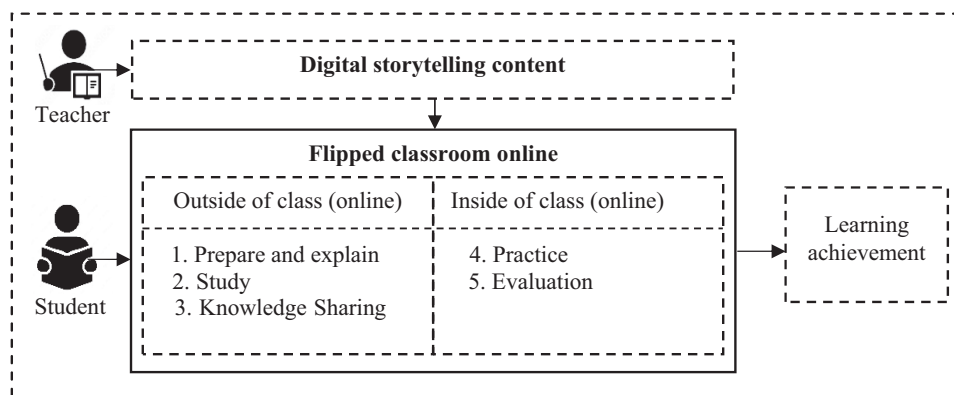 Digital storytelling content
Teacher
Flipped classroom online
Outside of class (online)
Inside of class (online)
1. Prepare and explain
2. Study
3. Knowledge Sharing
4. Practice
5. Evaluation
Student
Learning
achievement